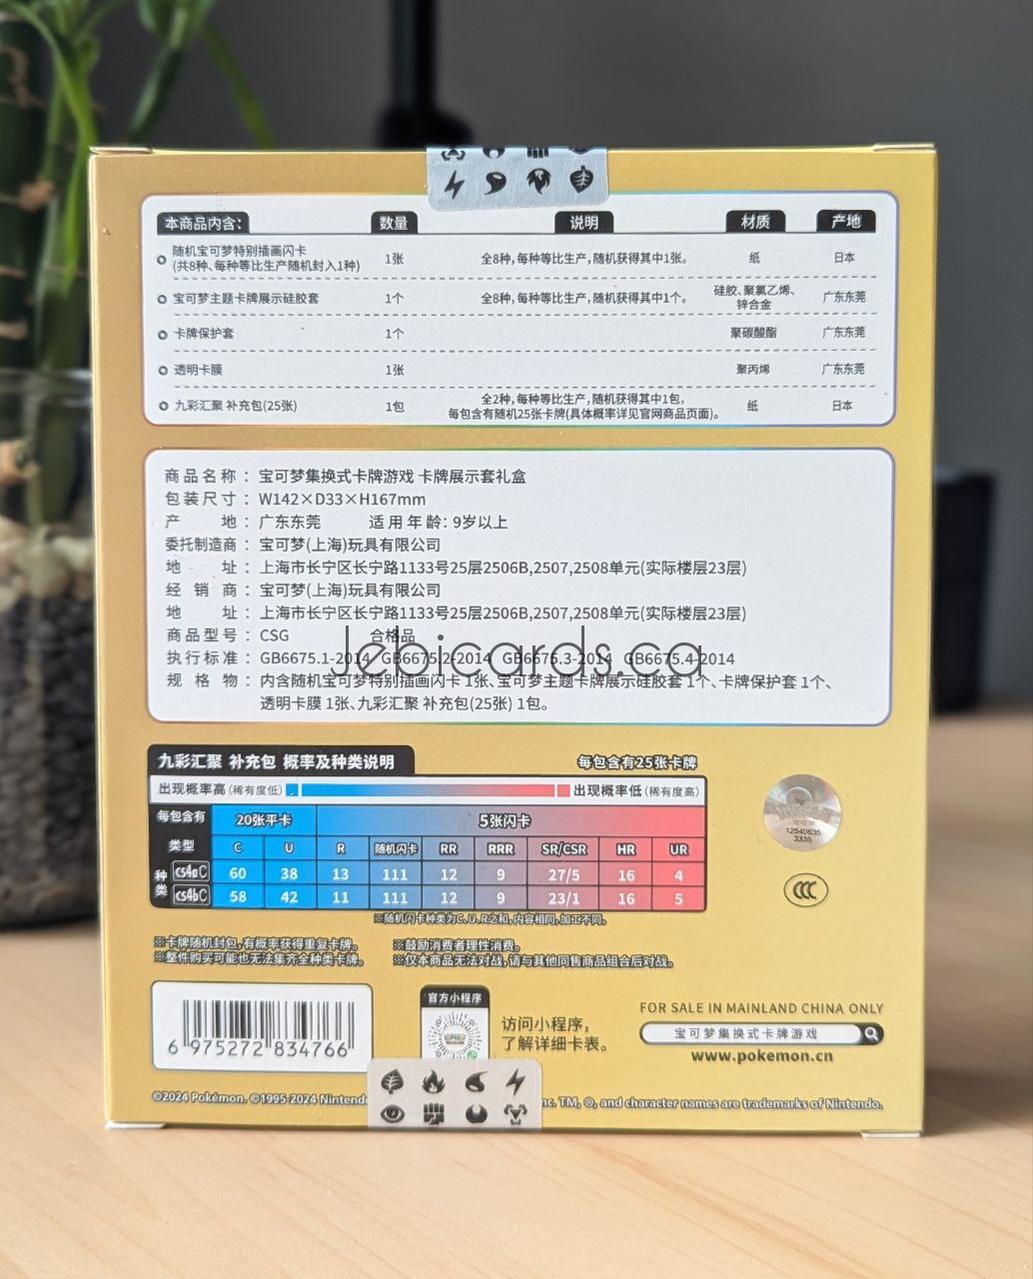 本商品内含： 数量 说明 材质 产地
随机宝可梦特别插画闪卡
(共8种、每种等比生产随机封入1种) 1张 全8种，每种等比生产，随机获得其中1张。 纸 日本
宝可梦主题卡牌展示硅胶套 1个 全8种，每种等比生产，随机获得其中1个。 硅胶、聚氯乙烯、
锌合金 广东东莞
卡牌保护套 1个 聚碳酸酯 广东东莞
透明卡膜 1张 聚丙烯 广东东莞
九彩汇聚 补充包(25张) 1包 全2种，每种等比生产，随机获得其中1包， 纸 日本
每包含有随机25张卡牌(具体概率详见官网商品页面)。
商品名称：宝可梦集换式卡牌游戏 卡牌展示套礼盒
包装尺寸：W142×D33×H167mm
产 地：广东东莞 适用年龄：9岁以上
委托制造商：宝可梦(上海)玩具有限公司
地 址：上海市长宁区长宁路1133号25层2506B,2507,2508单元(实际楼层23层)
经 销 商：宝可梦(上海)玩具有限公司
地 址：上海市长宁区长宁路1133号25层2506B,2507,2508单元(实际楼层23层)
商品型号：CSG 合格品
Jebicards.ca
执行标准：GB6675.1-2014 GB6675.2-2014 GB6675.3-2014 GB6675.4-2014
规 格 物：内含随机宝可梦特别插画闪卡 1张、宝可梦主题卡牌展示硅胶套 1个、卡牌保护套 1个、
透明卡膜 1张、九彩汇聚 补充包(25张) 1包。
九彩汇聚 补充包 概率及种类说明 每包含有25张卡牌
出现概率高(稀有度低) 出现概率低(稀有度高)
每包含有 20张平卡 5张闪卡
类型 C U R 随机闪卡 RR RRR SR/CSR HR UR
种类 cs4aC 60 38 13 111 12 9 27/5 16 4
cs4bC 58 42 11 111 12 9 23/1 16 5
※随机闪卡种类为C、U、R之和，内容相同，加工不同。
12540635
3335
CCC
※卡牌随机封包，有概率获得重复卡牌。 ※鼓励消费者理性消费。
※整件购买可能也无法集齐全种类卡牌。 ※仅本商品无法对战，请与其他同售商品组合后对战。
6 975272 834766
官方小程序
访问小程序，
了解详细卡表。
FOR SALE IN MAINLAND CHINA ONLY
宝可梦集换式卡牌游戏
www.pokemon.cn
©2024 Pokémon. ©1995-2024 Nintendo nc. TM, ®, and character names are trademarks of Nintendo.